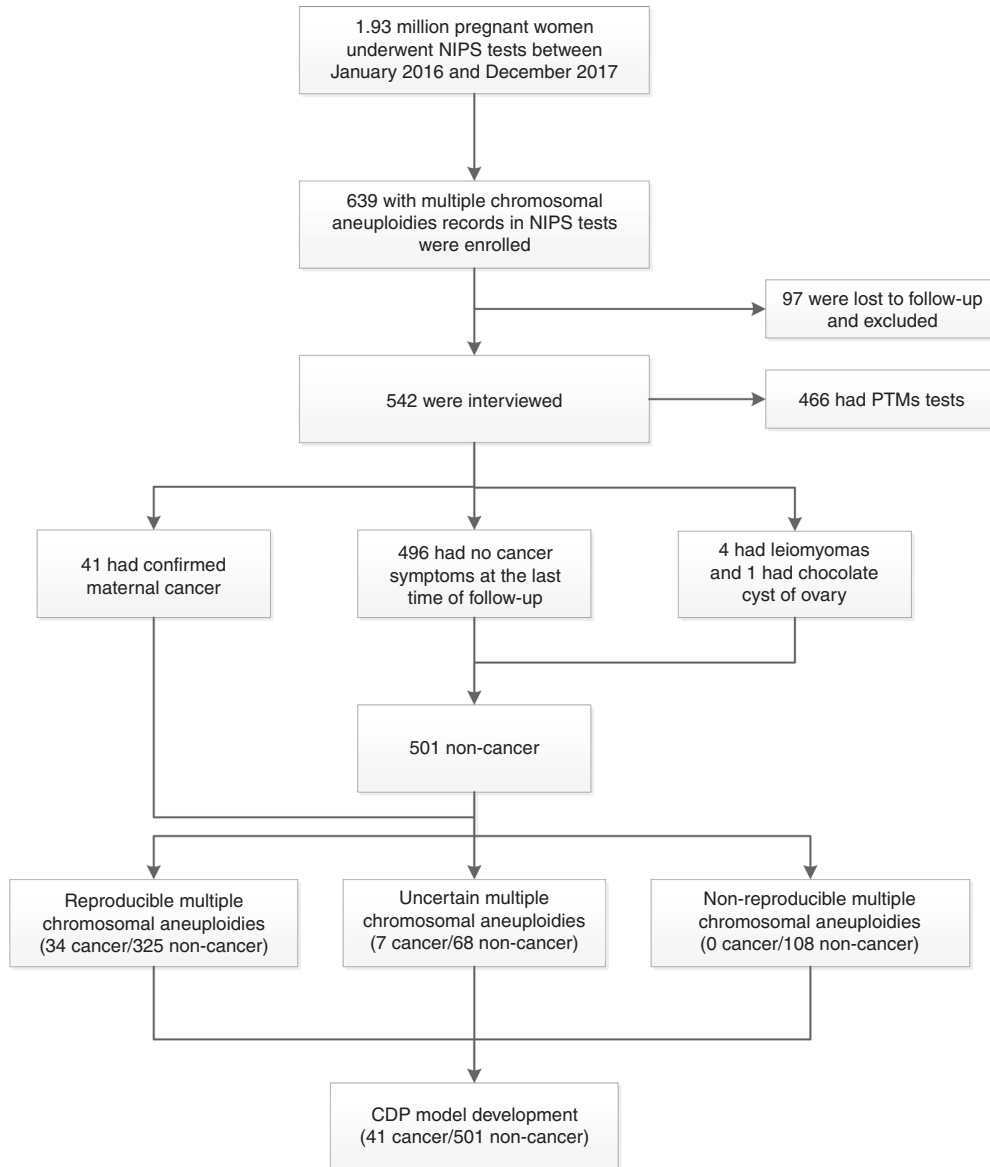 1.93 million pregnant women
underwent NIPS tests between
January 2016 and December 2017
639 with multiple chromosomal
aneuploidies records in NIPS tests
were enrolled
97 were lost to follow-up
and excluded
542 were interviewed
466 had PTMs tests
41 had confirmed
maternal cancer
496 had no cancer
symptoms at the last
time of follow-up
4 had leiomyomas
and 1 had chocolate
cyst of ovary
501 non-cancer
Reproducible multiple
chromosomal aneuploidies
(34 cancer/325 non-cancer)
Uncertain multiple
chromosomal aneuploidies
(7 cancer/68 non-cancer)
Non-reproducible multiple
chromosomal aneuploidies
(0 cancer/108 non-cancer)
CDP model development
(41 cancer/501 non-cancer)